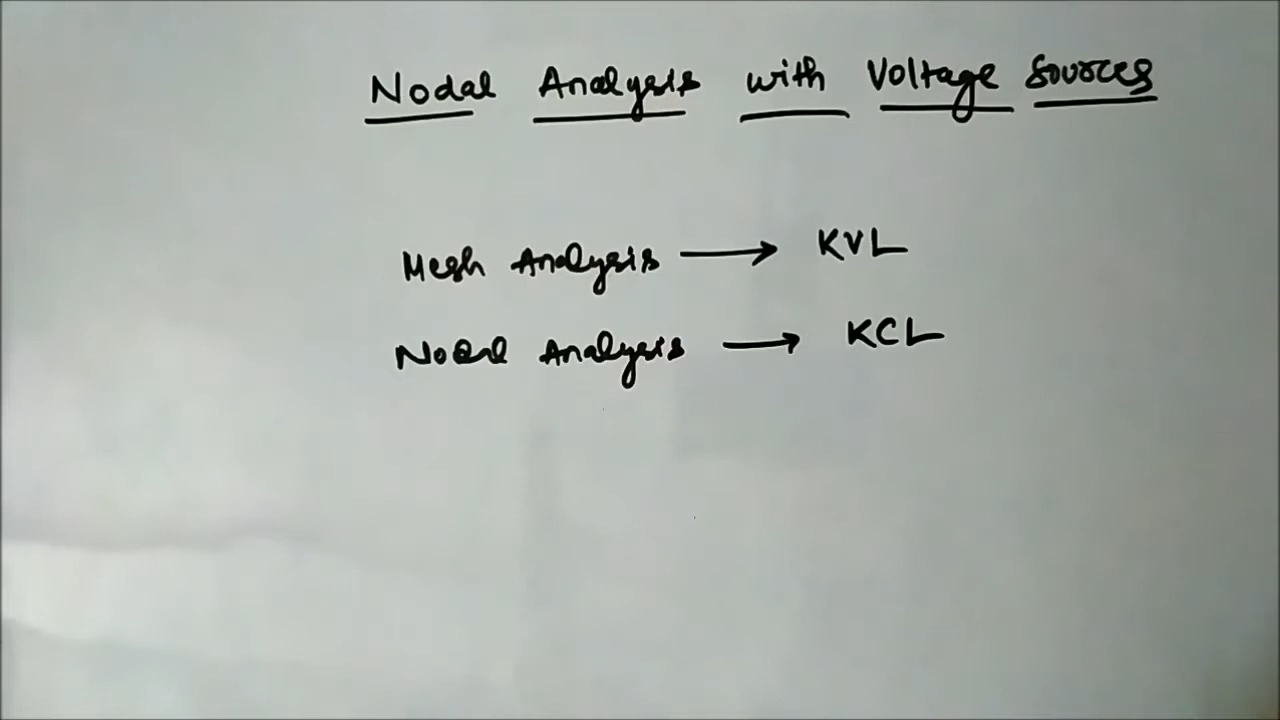 Nodal Analysis with Voltage Sources
Mesh Analysis → KVL
Nodal Analysis → KCL